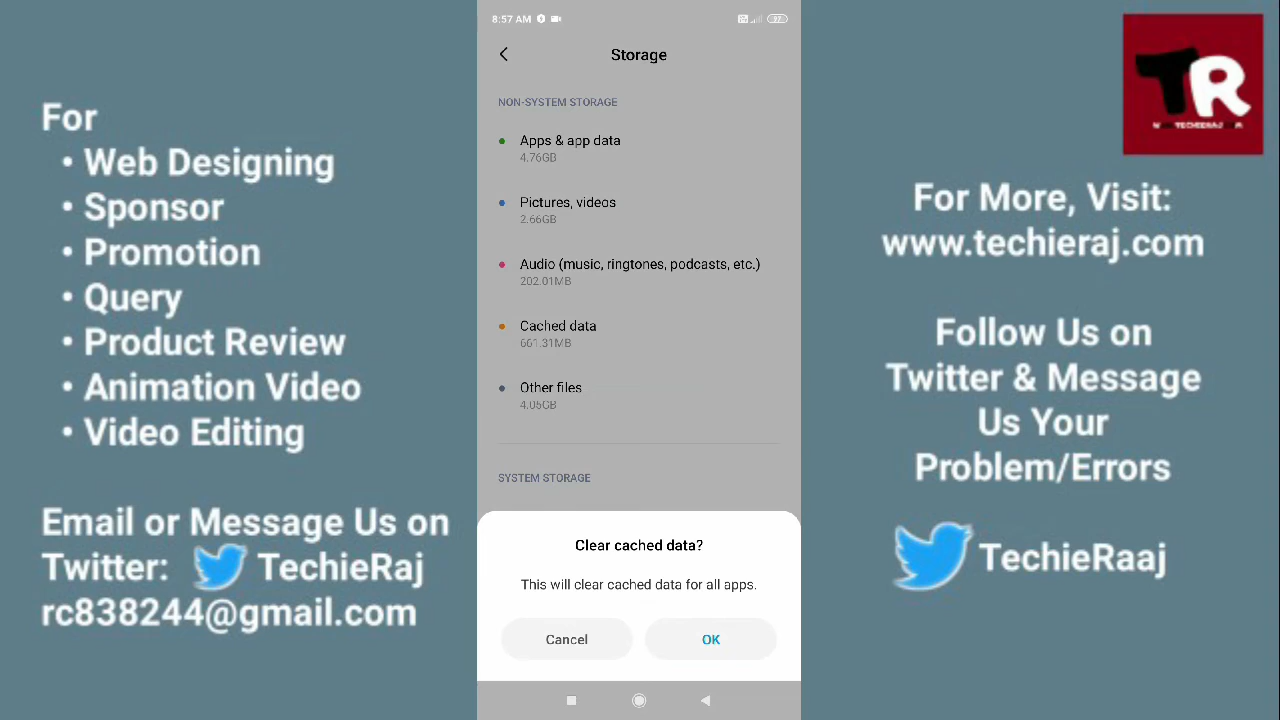 For
• Web Designing
• Sponsor
• Promotion
• Query
• Product Review
• Animation Video
• Video Editing
Email or Message Us on
Twitter: TechieRaj
rc838244@gmail.com
8:57 AM
97
Storage
NON-SYSTEM STORAGE
Apps & app data
4.76GB
Pictures, videos
2.66GB
Audio (music, ringtones, podcasts, etc.)
202.01MB
Cached data
661.31MB
Other files
4.05GB
SYSTEM STORAGE
Clear cached data?
This will clear cached data for all apps.
Cancel
OK
TR
For More, Visit:
www.techieraj.com
Follow Us on
Twitter & Message
Us Your
Problem/Errors
TechieRaaj